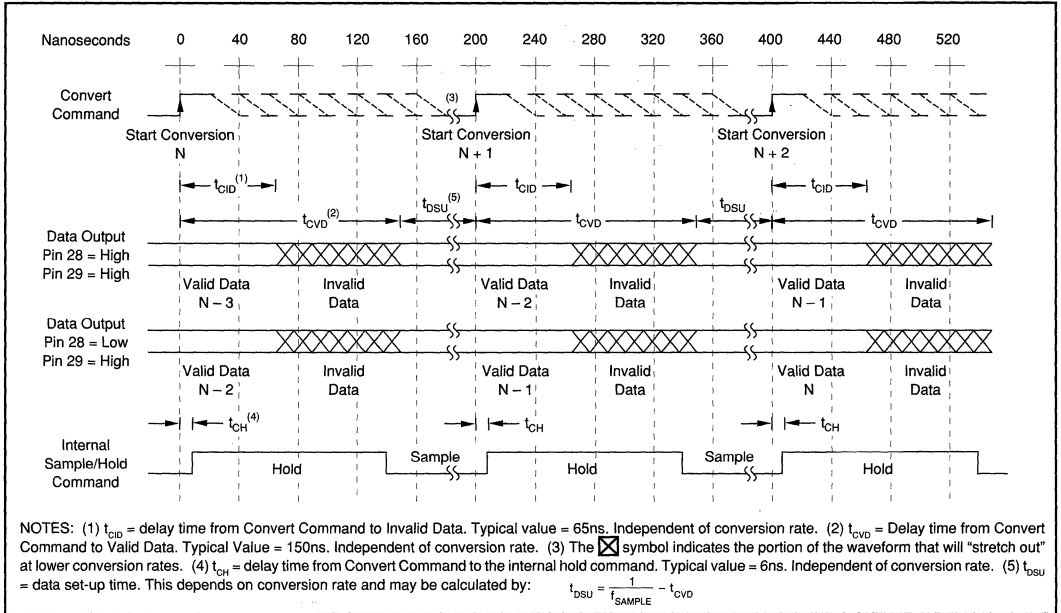 Nanoseconds 0 40 80 120 160 200 240 280 320 360 400 440 480 520
Convert Command
(3)
Start Conversion N
Start Conversion N + 1
Start Conversion N + 2
tCID(1) tCID tCID
tCVD(2) tDSU(5) tCVD tDSU tCVD
Data Output
Pin 28 = High
Pin 29 = High
Valid Data N – 3
Invalid Data
Valid Data N – 2
Invalid Data
Valid Data N – 1
Invalid Data
Data Output
Pin 28 = Low
Pin 29 = High
Valid Data N – 2
Invalid Data
Valid Data N – 1
Invalid Data
Valid Data N
Invalid Data
tCH(4) tCH tCH
Internal
Sample/Hold
Command
Hold Sample Hold Sample Hold
NOTES: (1) tCID = delay time from Convert Command to Invalid Data. Typical value = 65ns. Independent of conversion rate. (2) tCVD = Delay time from Convert
Command to Valid Data. Typical Value = 150ns. Independent of conversion rate. (3) The symbol indicates the portion of the waveform that will “stretch out”
at lower conversion rates. (4) tCH = delay time from Convert Command to the internal hold command. Typical value = 6ns. Independent of conversion rate. (5) tDSU
= data set-up time. This depends on conversion rate and may be calculated by: tDSU = 1 / fSAMPLE – tCVD